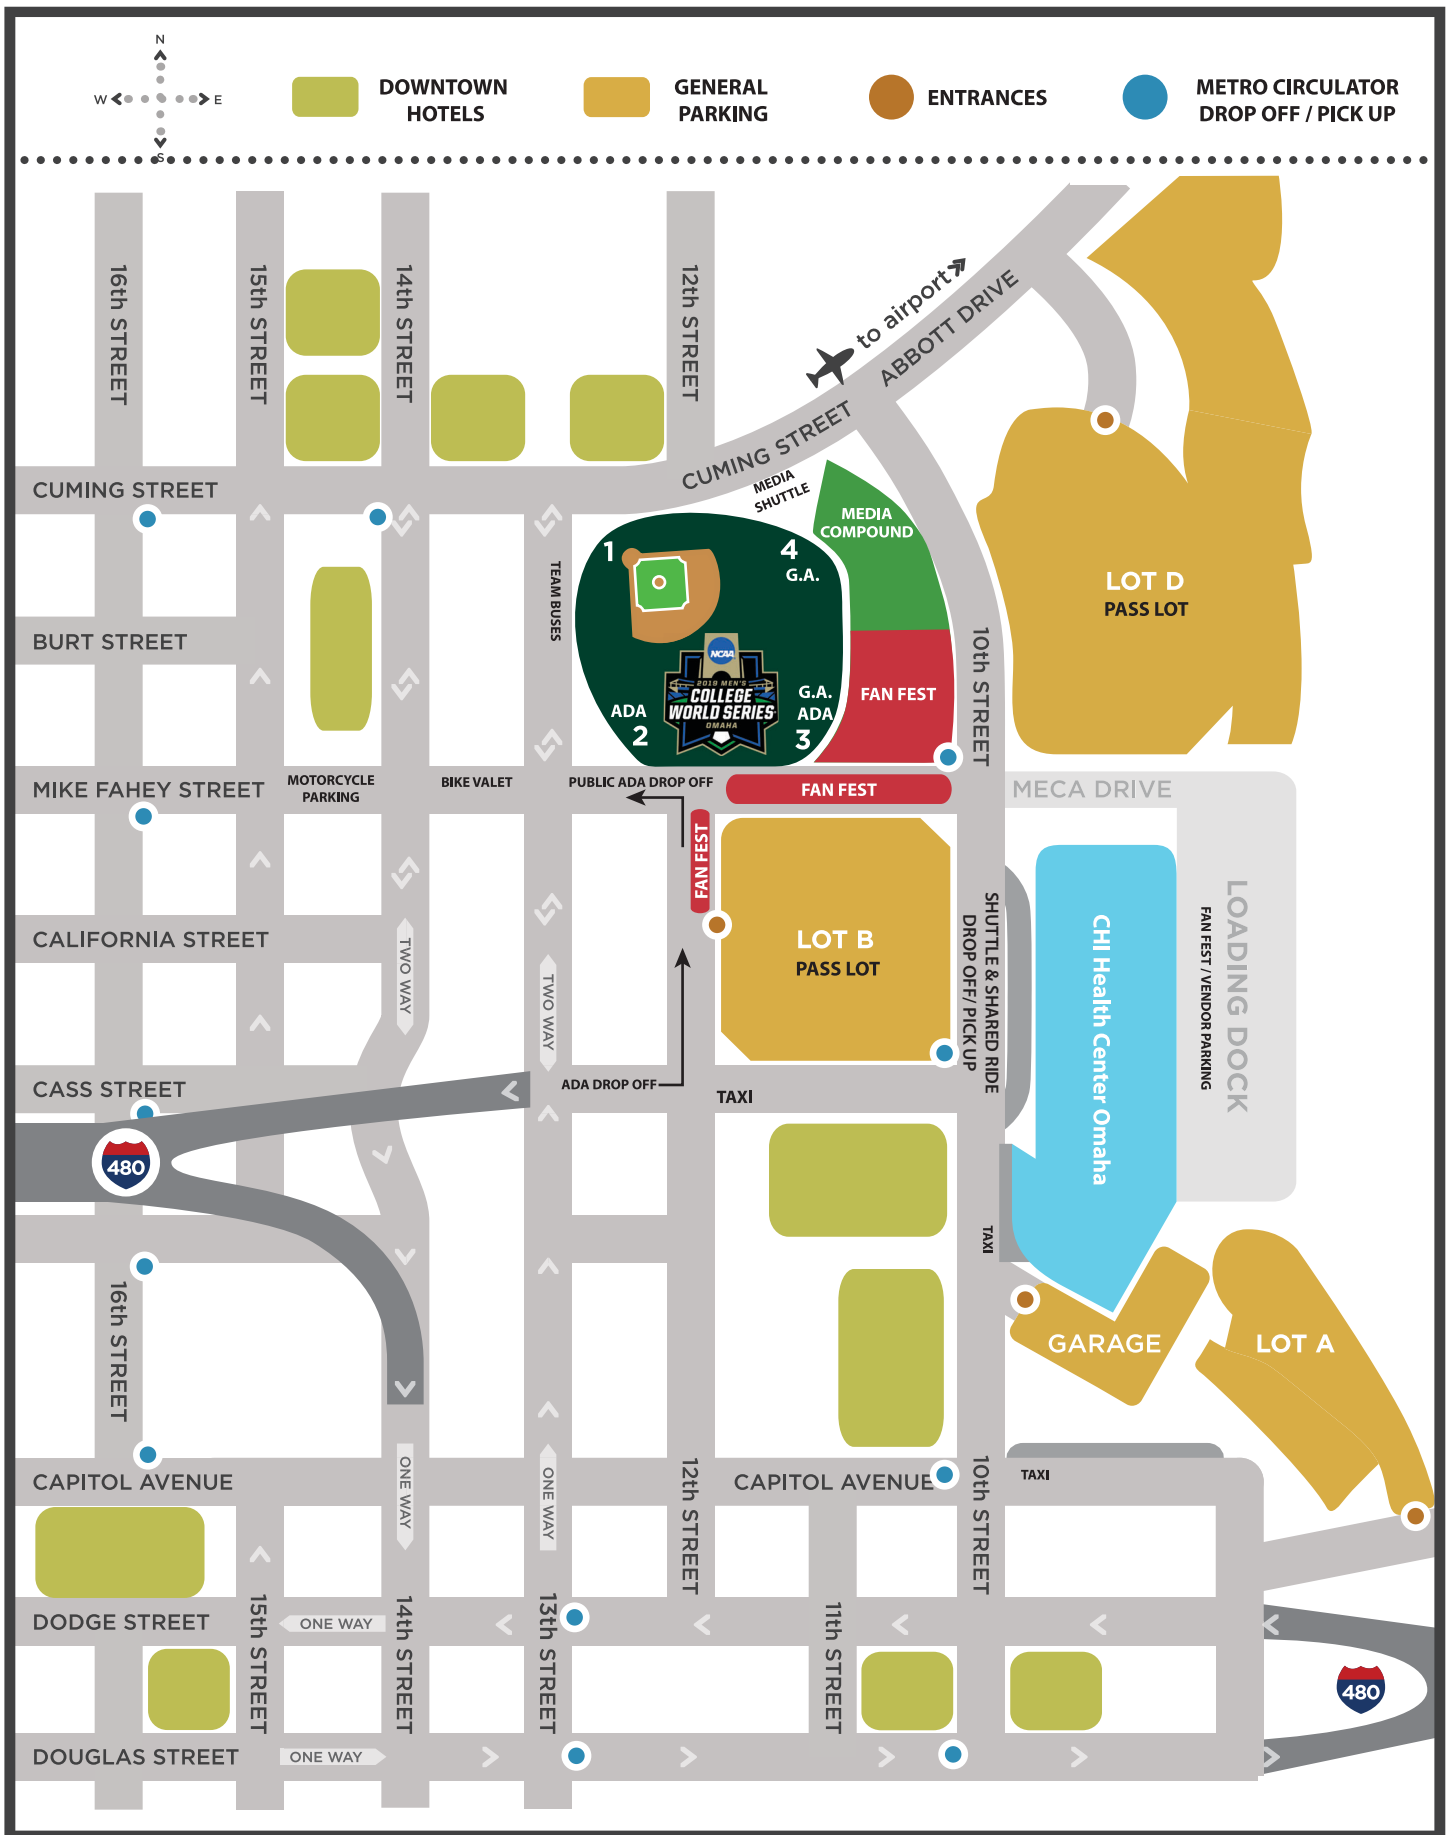 N
W
E
S
DOWNTOWN
HOTELS
GENERAL
PARKING
ENTRANCES
METRO CIRCULATOR
DROP OFF / PICK UP
16th STREET
15th STREET
14th STREET
12th STREET
to airport
ABBOTT DRIVE
CUMING STREET
CUMING STREET
MEDIA
SHUTTLE
MEDIA
COMPOUND
1
4
G.A.
TEAM BUSES
LOT D
PASS LOT
BURT STREET
NCAA
2019 MEN'S
COLLEGE
WORLD SERIES
OMAHA
ADA
2
G.A.
ADA
3
FAN FEST
10th STREET
MIKE FAHEY STREET
MOTORCYCLE
PARKING
BIKE VALET
PUBLIC ADA DROP OFF
FAN FEST
MECA DRIVE
FAN FEST
CALIFORNIA STREET
TWO WAY
TWO WAY
LOT B
PASS LOT
SHUTTLE & SHARED RIDE
DROP OFF/ PICK UP
CHI Health Center Omaha
FAN FEST / VENDOR PARKING
LOADING DOCK
CASS STREET
ADA DROP OFF
TAXI
480
TAXI
16th STREET
GARAGE
LOT A
CAPITOL AVENUE
ONE WAY
ONE WAY
12th STREET
CAPITOL AVENUE
10th STREET
TAXI
DODGE STREET
15th STREET
ONE WAY
14th STREET
13th STREET
11th STREET
480
DOUGLAS STREET
ONE WAY